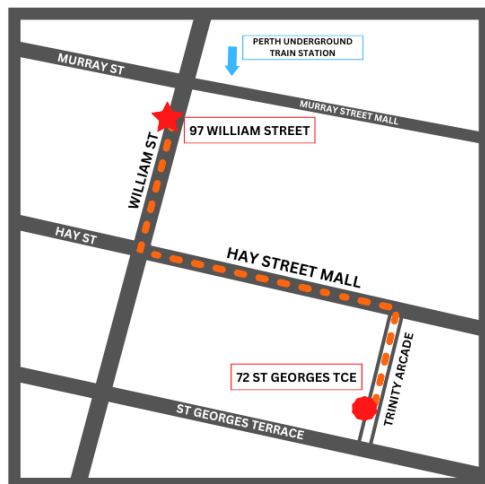 PERTH UNDERGROUND
TRAIN STATION
MURRAY ST
MURRAY STREET MALL
97 WILLIAM STREET
WILLIAM ST
HAY ST
HAY STREET MALL
72 ST GEORGES TCE
TRINITY ARCADE
ST GEORGES TERRACE